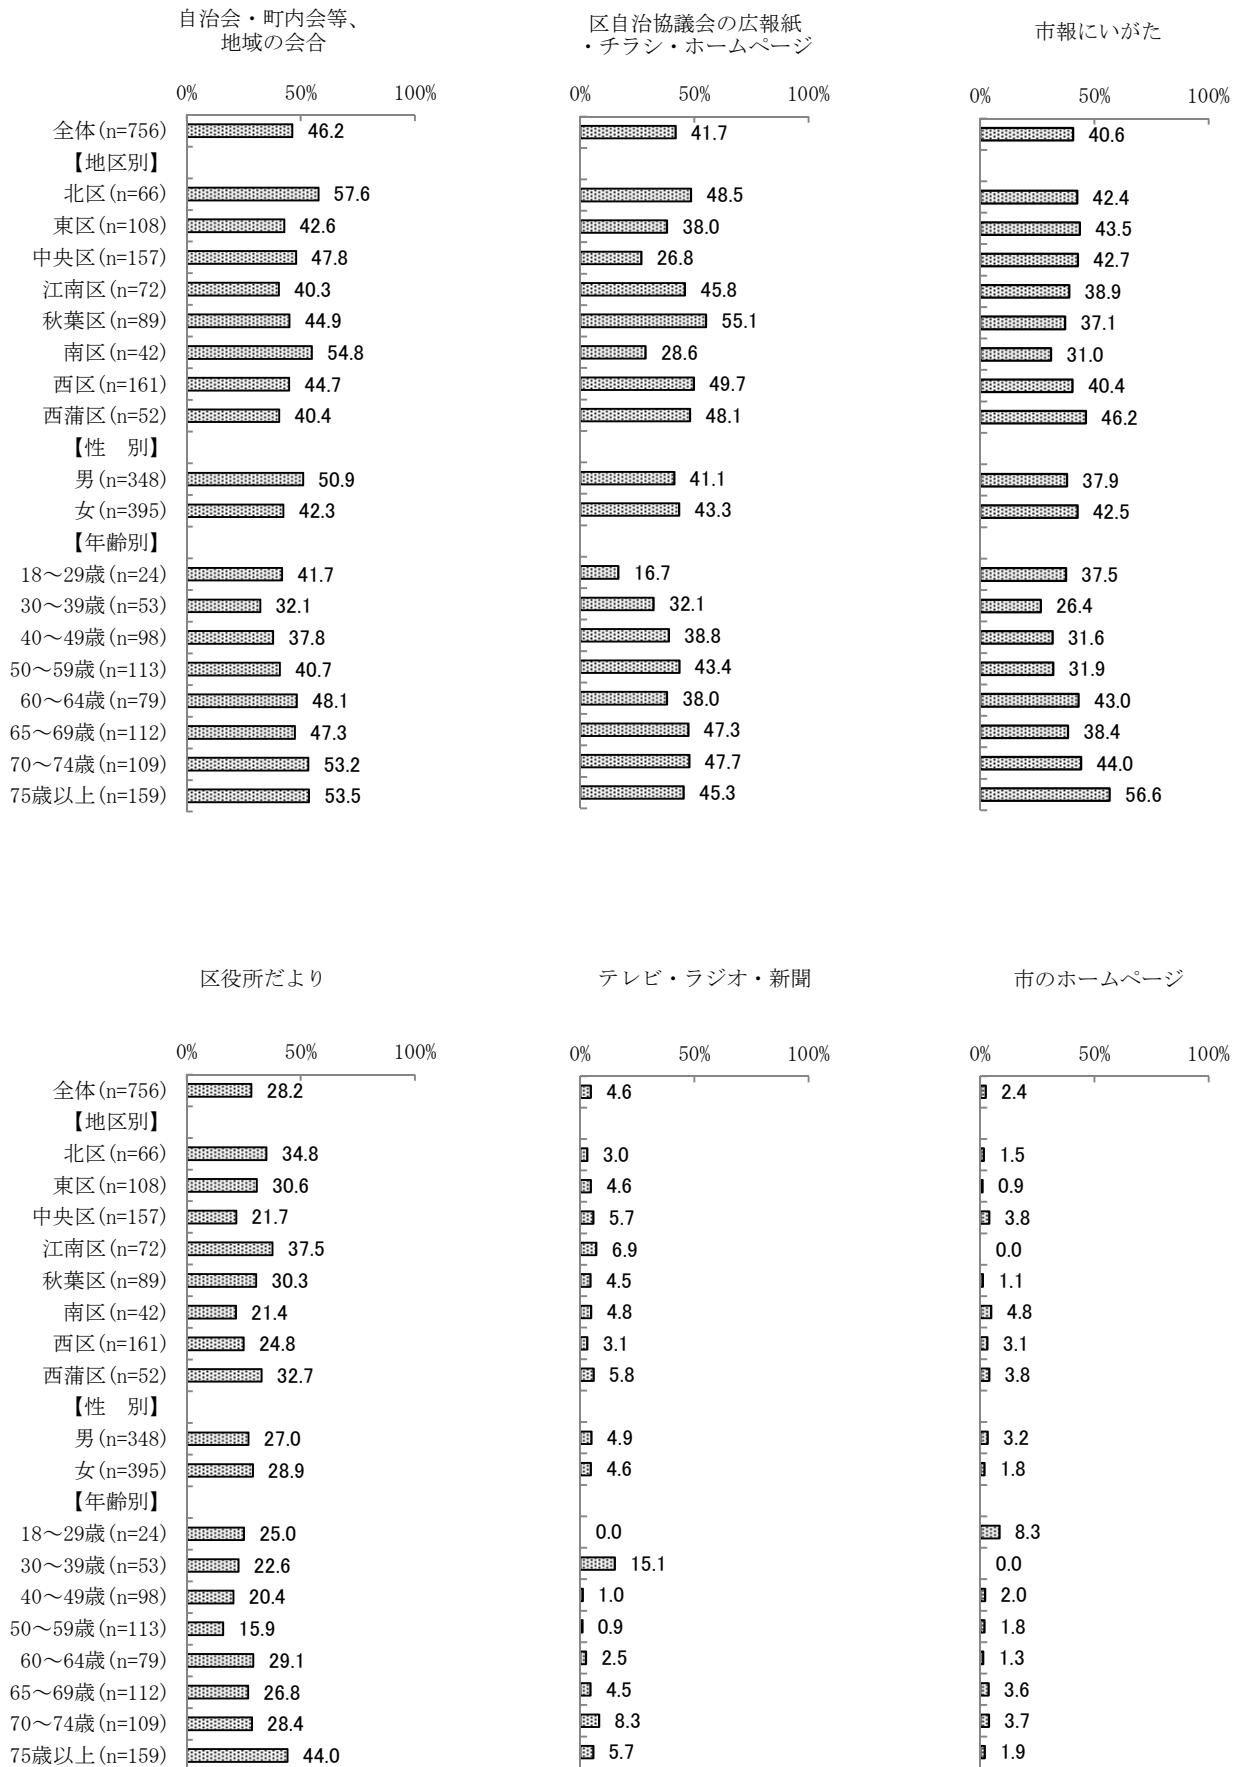 自治会・町内会等、
地域の会合
区自治協議会の広報紙
・チラシ・ホームページ
市報にいがた
0% 50% 100% 0% 50% 100% 0% 50% 100%
全体(n=756) 46.2 41.7 40.6
【地区別】
北区(n=66) 57.6 48.5 42.4
東区(n=108) 42.6 38.0 43.5
中央区(n=157) 47.8 26.8 42.7
江南区(n=72) 40.3 45.8 38.9
秋葉区(n=89) 44.9 55.1 37.1
南区(n=42) 54.8 28.6 31.0
西区(n=161) 44.7 49.7 40.4
西蒲区(n=52) 40.4 48.1 46.2
【性　別】
男(n=348) 50.9 41.1 37.9
女(n=395) 42.3 43.3 42.5
【年齢別】
18～29歳(n=24) 41.7 16.7 37.5
30～39歳(n=53) 32.1 32.1 26.4
40～49歳(n=98) 37.8 38.8 31.6
50～59歳(n=113) 40.7 43.4 31.9
60～64歳(n=79) 48.1 38.0 43.0
65～69歳(n=112) 47.3 47.3 38.4
70～74歳(n=109) 53.2 47.7 44.0
75歳以上(n=159) 53.5 45.3 56.6
区役所だより テレビ・ラジオ・新聞 市のホームページ
0% 50% 100% 0% 50% 100% 0% 50% 100%
全体(n=756) 28.2 4.6 2.4
【地区別】
北区(n=66) 34.8 3.0 1.5
東区(n=108) 30.6 4.6 0.9
中央区(n=157) 21.7 5.7 3.8
江南区(n=72) 37.5 6.9 0.0
秋葉区(n=89) 30.3 4.5 1.1
南区(n=42) 21.4 4.8 4.8
西区(n=161) 24.8 3.1 3.1
西蒲区(n=52) 32.7 5.8 3.8
【性　別】
男(n=348) 27.0 4.9 3.2
女(n=395) 28.9 4.6 1.8
【年齢別】
18～29歳(n=24) 25.0 0.0 8.3
30～39歳(n=53) 22.6 15.1 0.0
40～49歳(n=98) 20.4 1.0 2.0
50～59歳(n=113) 15.9 0.9 1.8
60～64歳(n=79) 29.1 2.5 1.3
65～69歳(n=112) 26.8 4.5 3.6
70～74歳(n=109) 28.4 8.3 3.7
75歳以上(n=159) 44.0 5.7 1.9